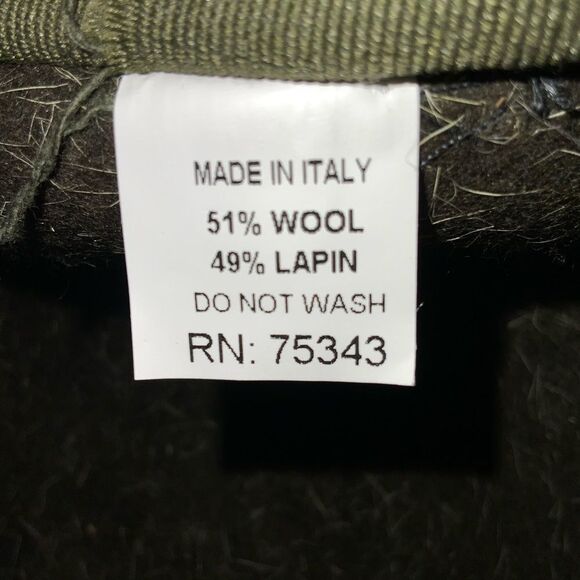 MADE IN ITALY
51% WOOL
49% LAPIN
DO NOT WASH
RN: 75343